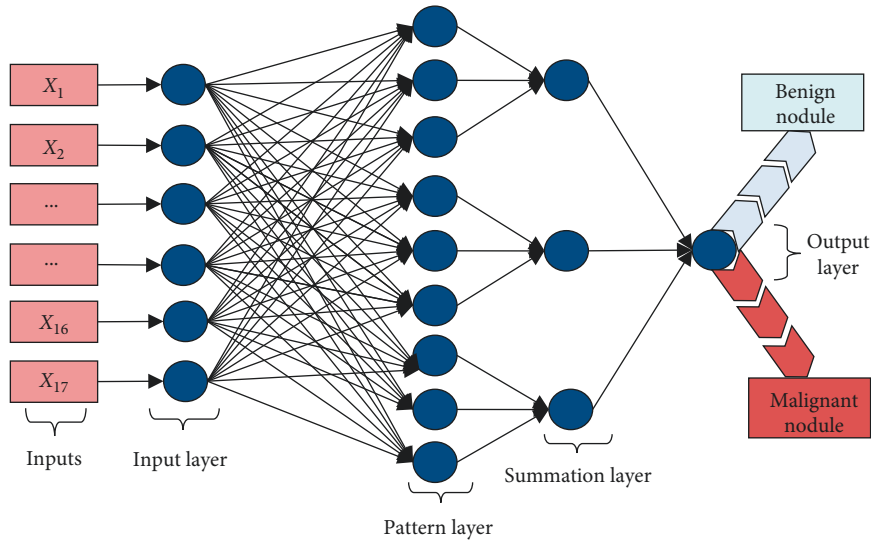 X1
X2
...
...
X16
X17
Inputs
Input layer
Pattern layer
Summation layer
Output
layer
Benign
nodule
Malignant
nodule